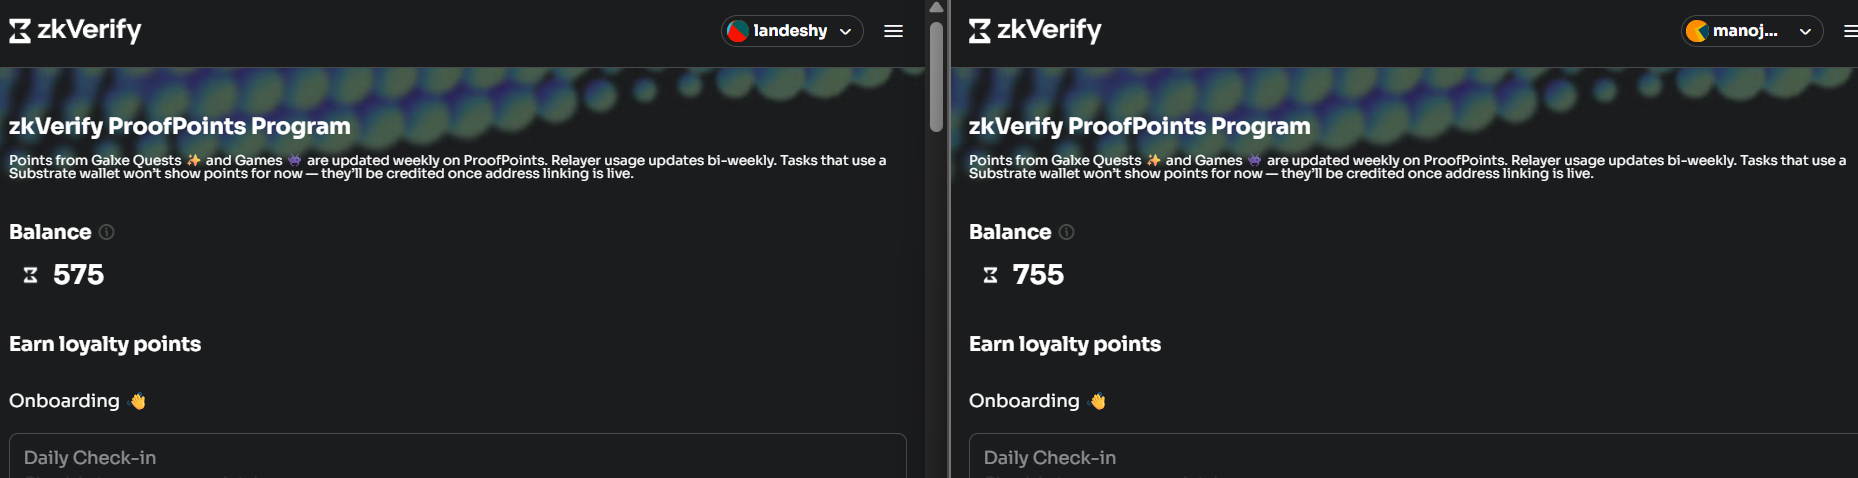 zkVerify
landeshy
zkVerify ProofPoints Program
Points from Galxe Quests ✨ and Games 👾 are updated weekly on ProofPoints. Relayer usage updates bi-weekly. Tasks that use a
Substrate wallet won’t show points for now — they’ll be credited once address linking is live.
Balance
575
Earn loyalty points
Onboarding 👋
Daily Check-in
zkVerify
manoj...
zkVerify ProofPoints Program
Points from Galxe Quests ✨ and Games 👾 are updated weekly on ProofPoints. Relayer usage updates bi-weekly. Tasks that use a
Substrate wallet won’t show points for now — they’ll be credited once address linking is live.
Balance
755
Earn loyalty points
Onboarding 👋
Daily Check-in